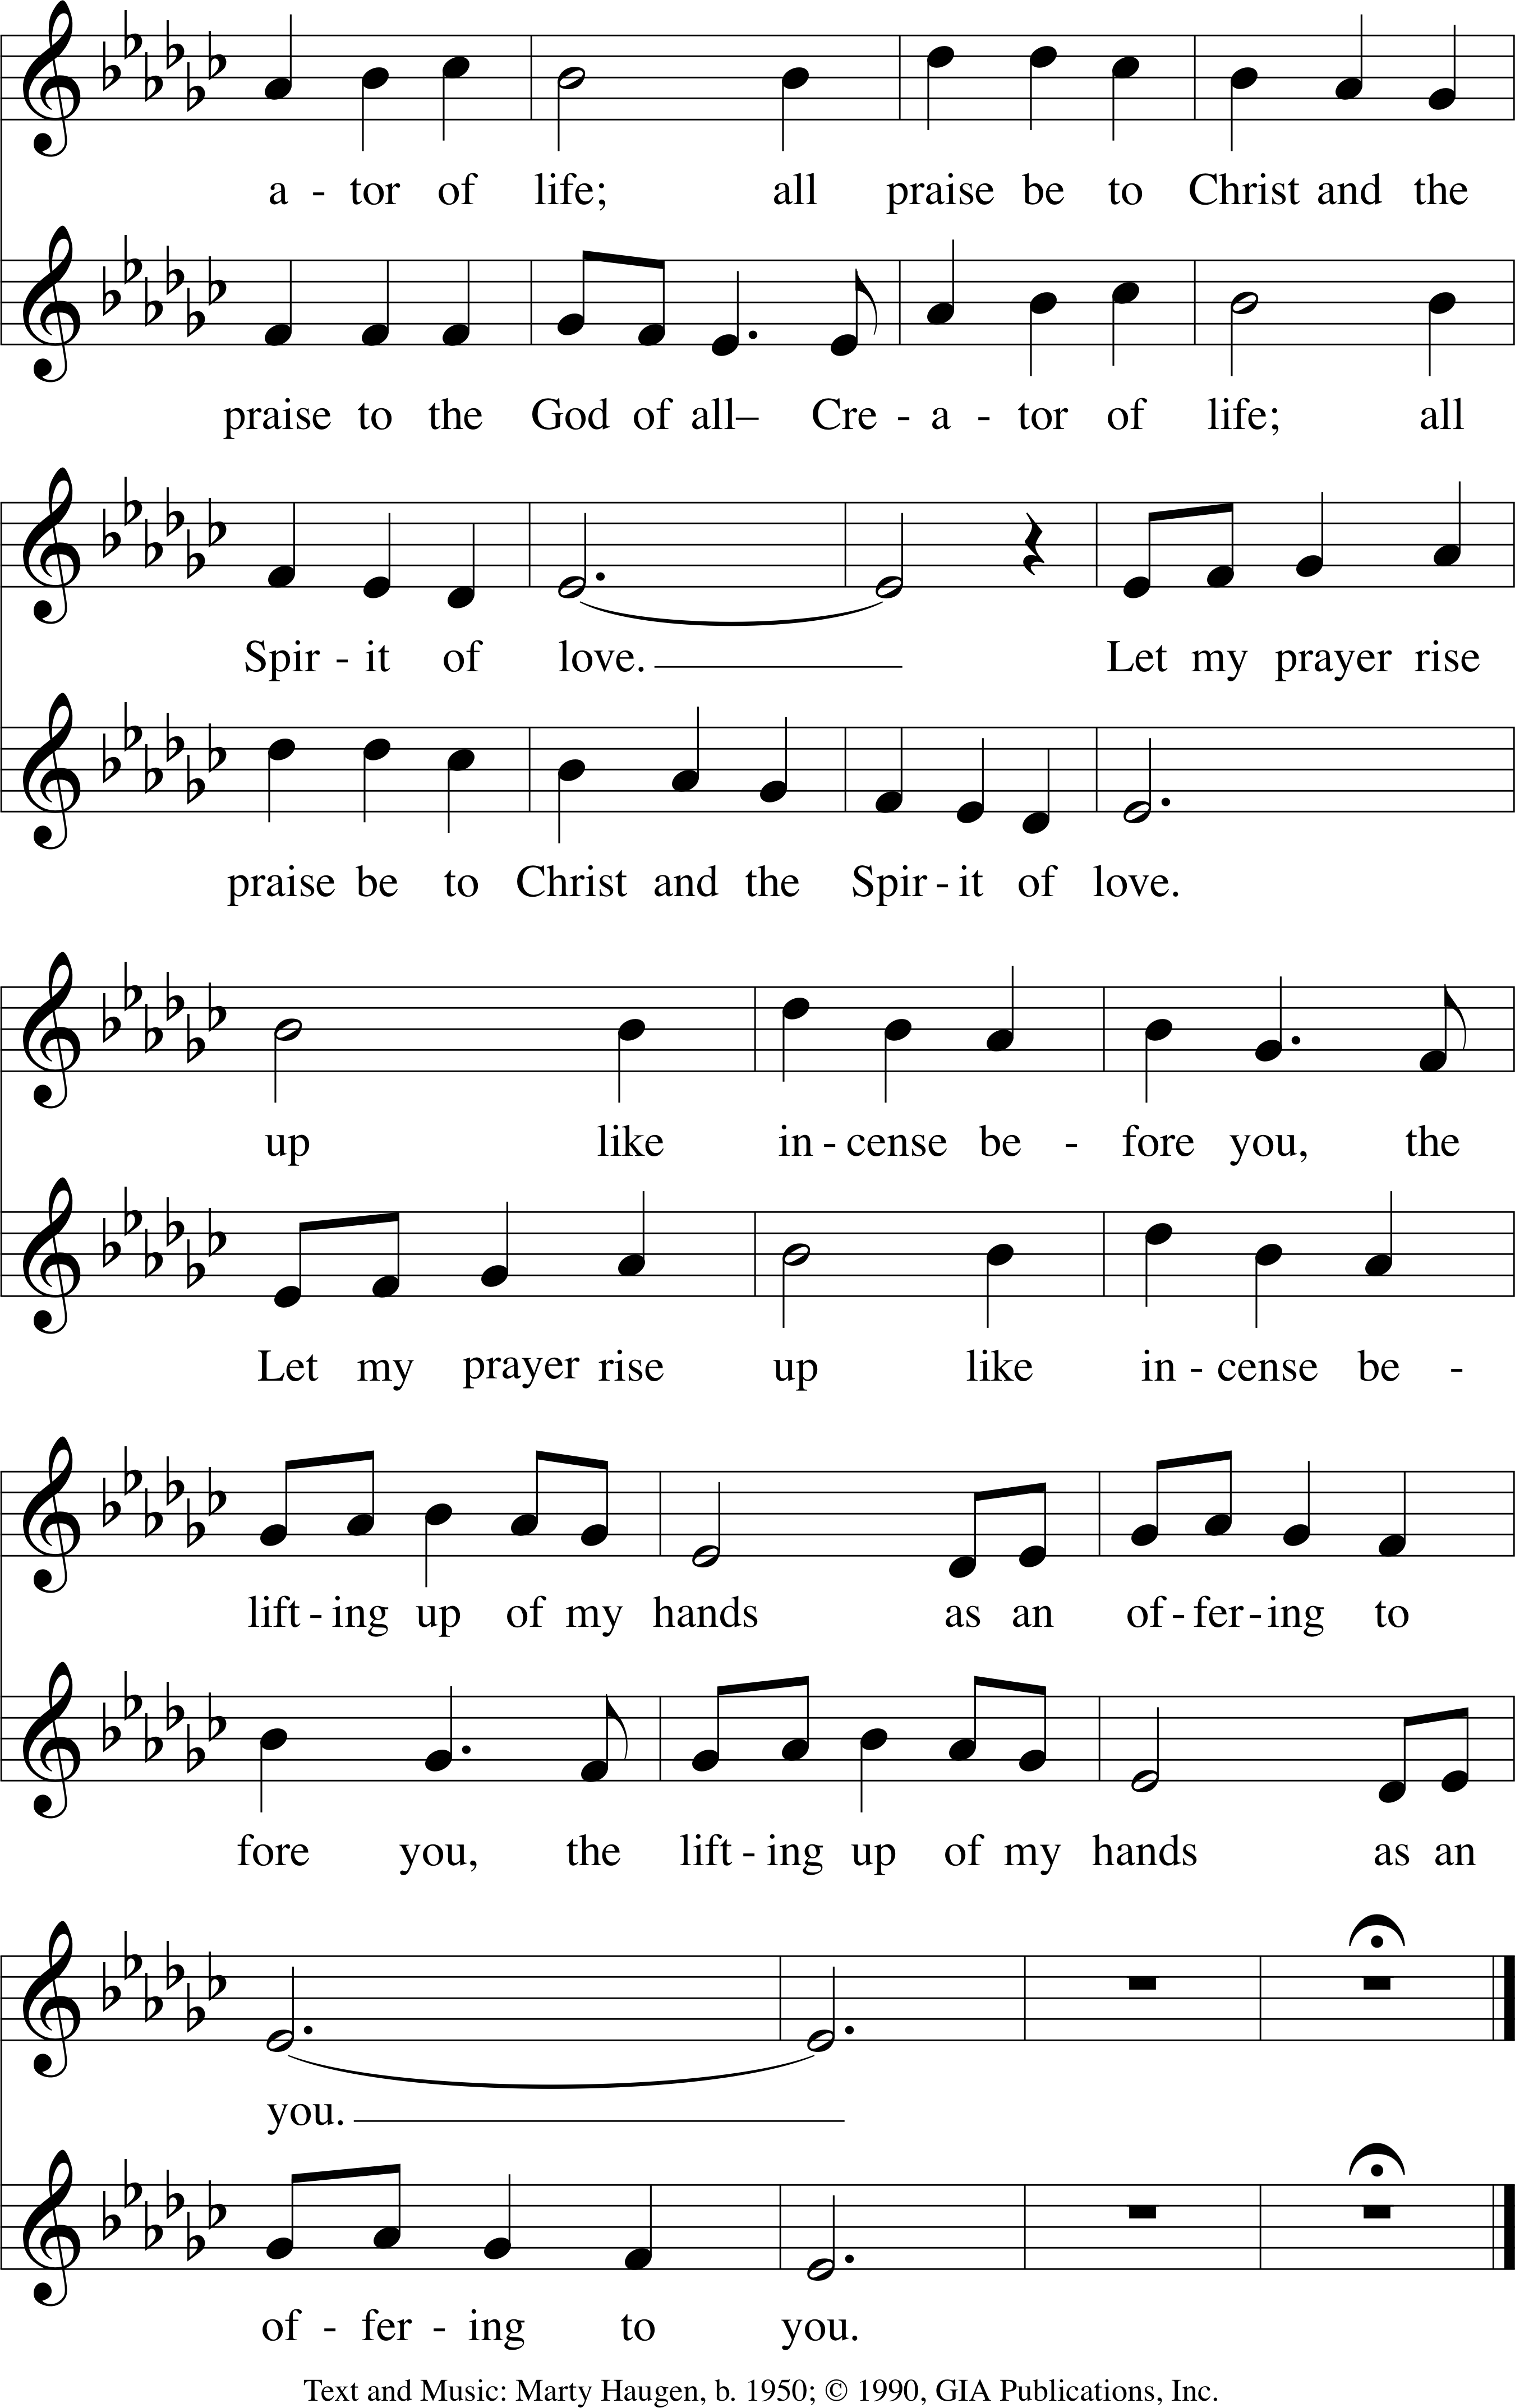 a - tor of life; all praise be to Christ and the
praise to the God of all– Cre - a - tor of life; all
Spir - it of love. Let my prayer rise
praise be to Christ and the Spir - it of love.
up like in - cense be - fore you, the
Let my prayer rise up like in - cense be -
lift - ing up of my hands as an of - fer - ing to
fore you, the lift - ing up of my hands as an
you.
of - fer - ing to you.
Text and Music: Marty Haugen, b. 1950; © 1990, GIA Publications, Inc.